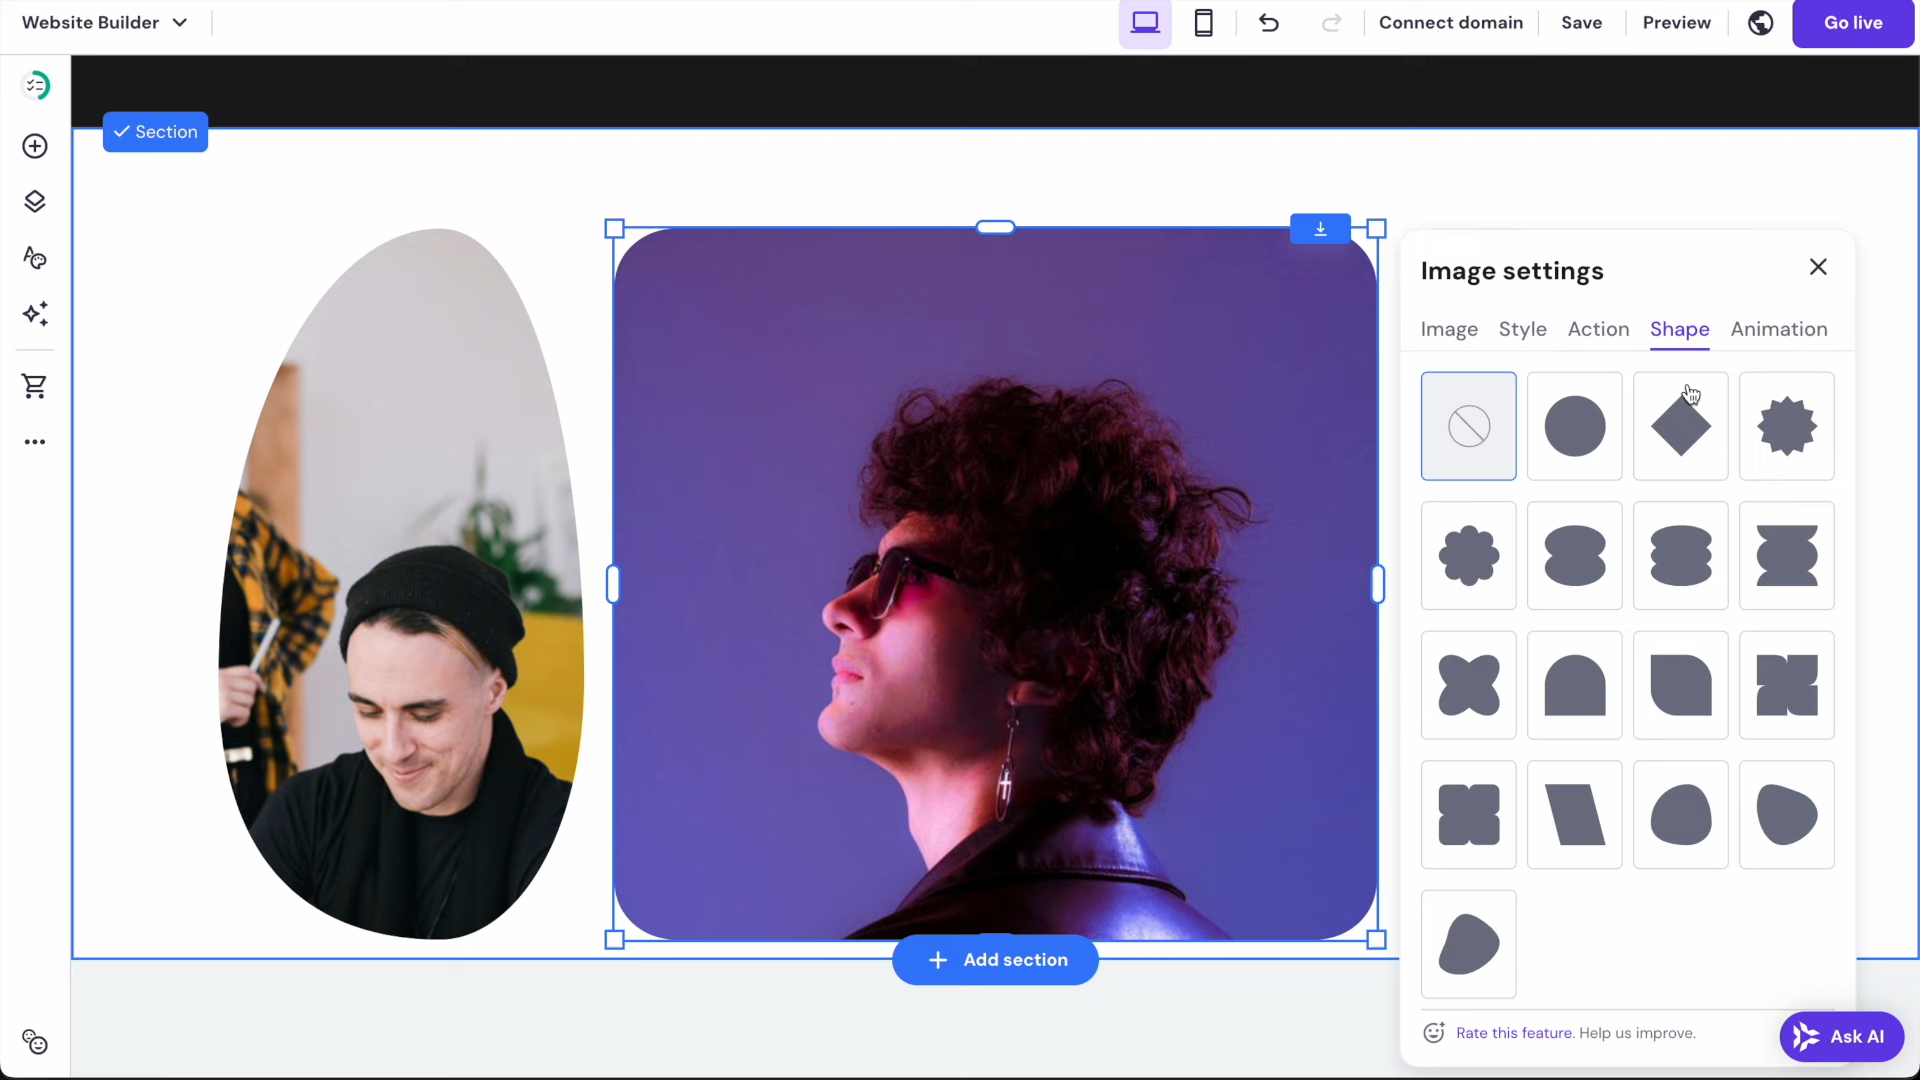 Website Builder
Connect domain
Save
Preview
Go live
Section
Image settings
Image
Style
Action
Shape
Animation
Add section
Rate this feature. Help us improve.
Ask AI